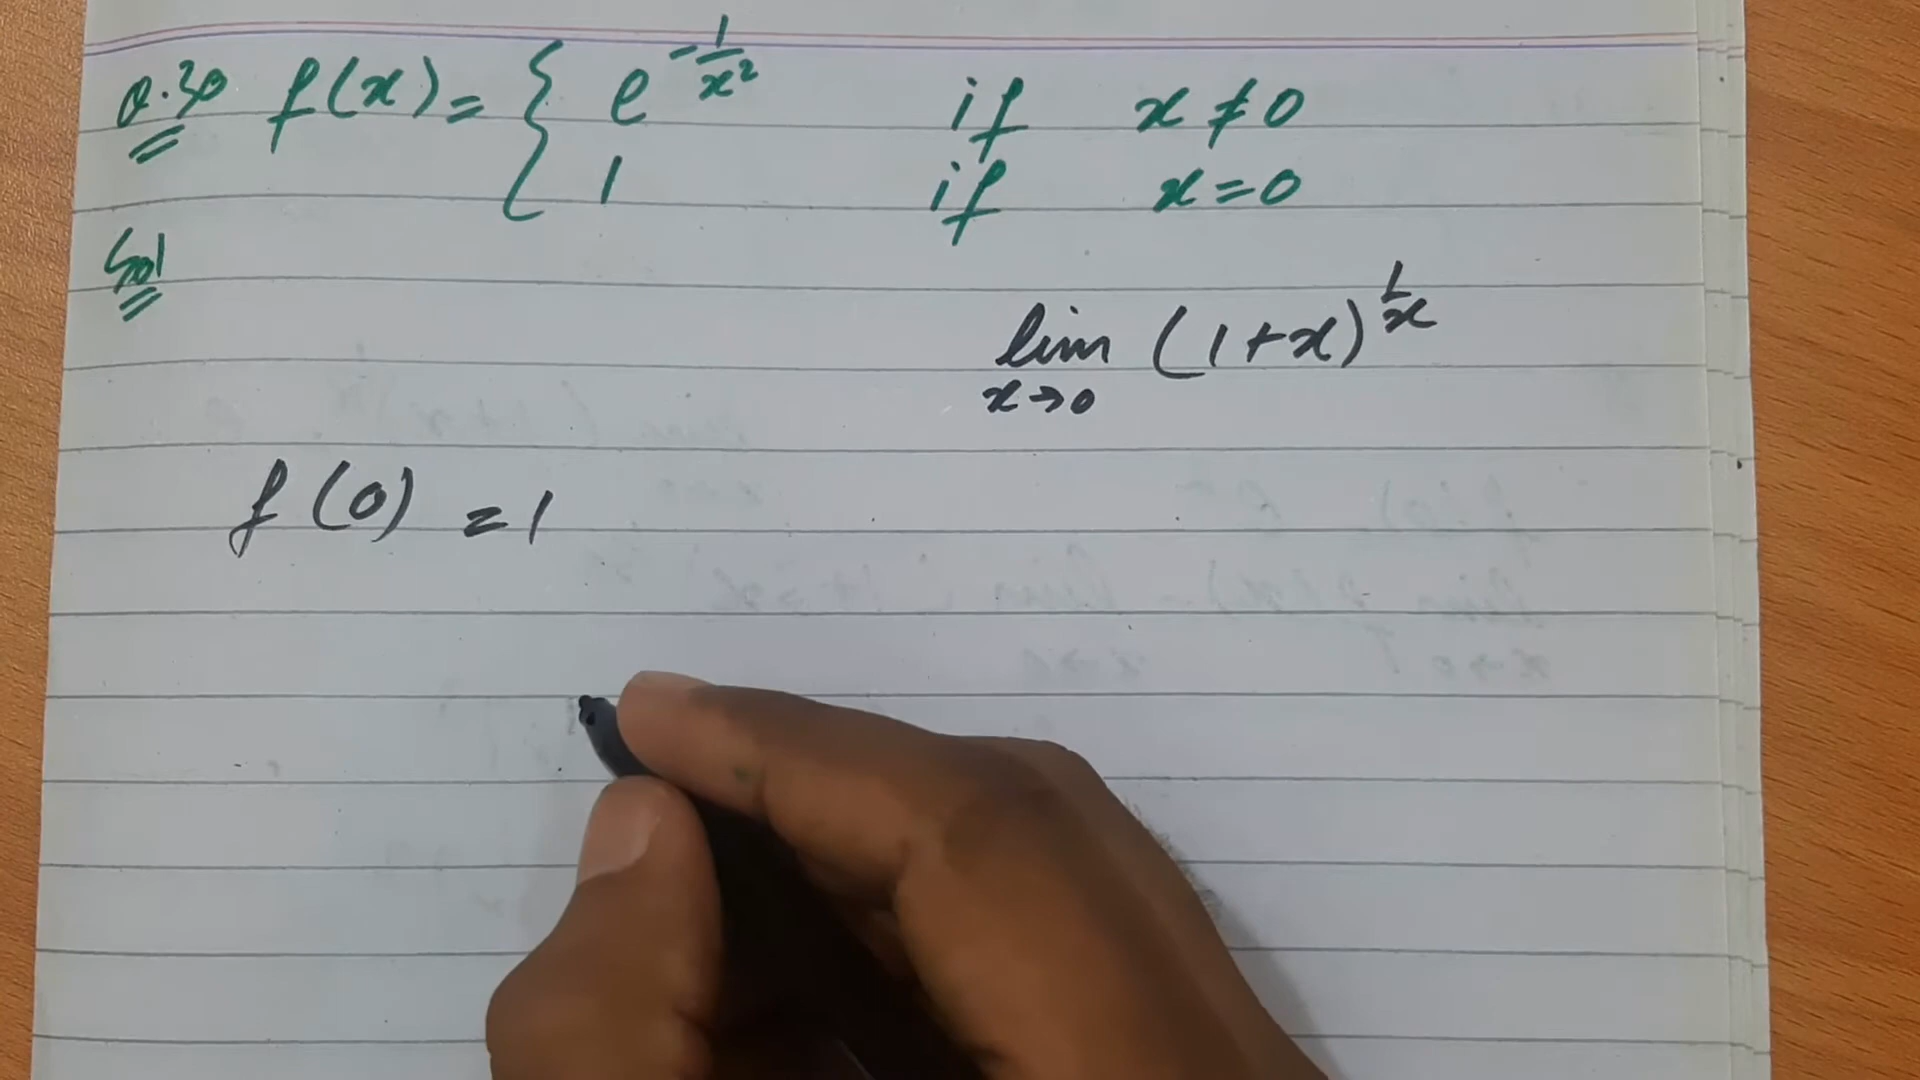 Q.30 f(x) = { e^{-1/x²} if x ≠ 0
1 if x = 0
Sol
lim (1+x)^{1/x}
x→0
f(0) = 1